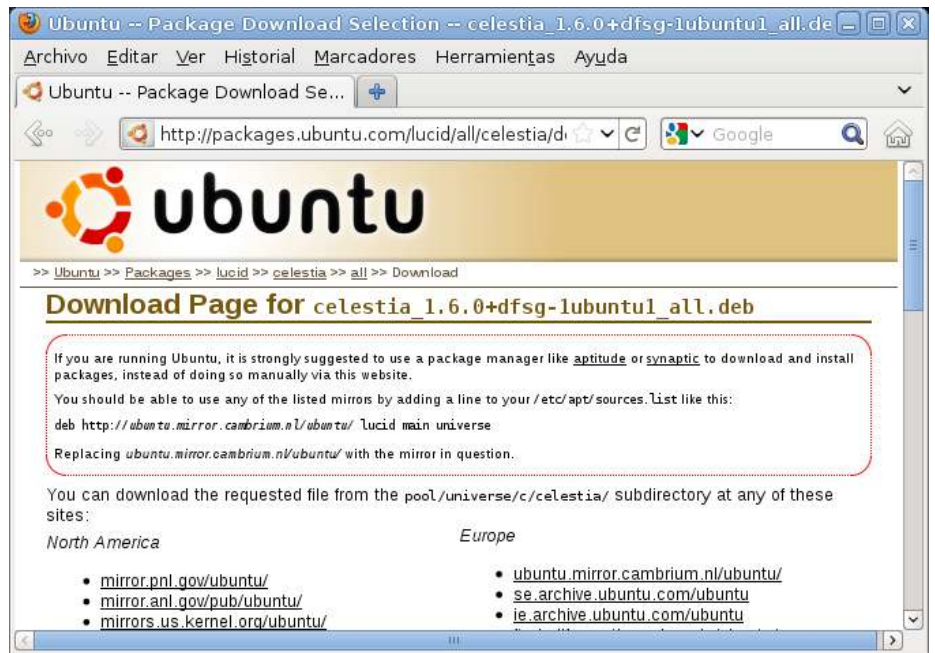 Ubuntu -- Package Download Selection -- celestia_1.6.0+dfsg-1ubuntu1_all.de
Archivo Editar Ver Historial Marcadores Herramientas Ayuda
Ubuntu -- Package Download Se...
http://packages.ubuntu.com/lucid/all/celestia/d
Google
ubuntu
>> Ubuntu >> Packages >> lucid >> celestia >> all >> Download
Download Page for celestia_1.6.0+dfsg-1ubuntu1_all.deb
If you are running Ubuntu, it is strongly suggested to use a package manager like aptitude or synaptic to download and install
packages, instead of doing so manually via this website.
You should be able to use any of the listed mirrors by adding a line to your /etc/apt/sources.list like this:
deb http://ubuntu.mirror.cambrium.nl/ubuntu/ lucid main universe
Replacing ubuntu.mirror.cambrium.nl/ubuntu/ with the mirror in question.
You can download the requested file from the pool/universe/c/celestia/ subdirectory at any of these
sites:
North America
• mirror.pnl.gov/ubuntu/
• mirror.anl.gov/pub/ubuntu/
• mirrors.us.kernel.org/ubuntu/
Europe
• ubuntu.mirror.cambrium.nl/ubuntu/
• se.archive.ubuntu.com/ubuntu
• ie.archive.ubuntu.com/ubuntu